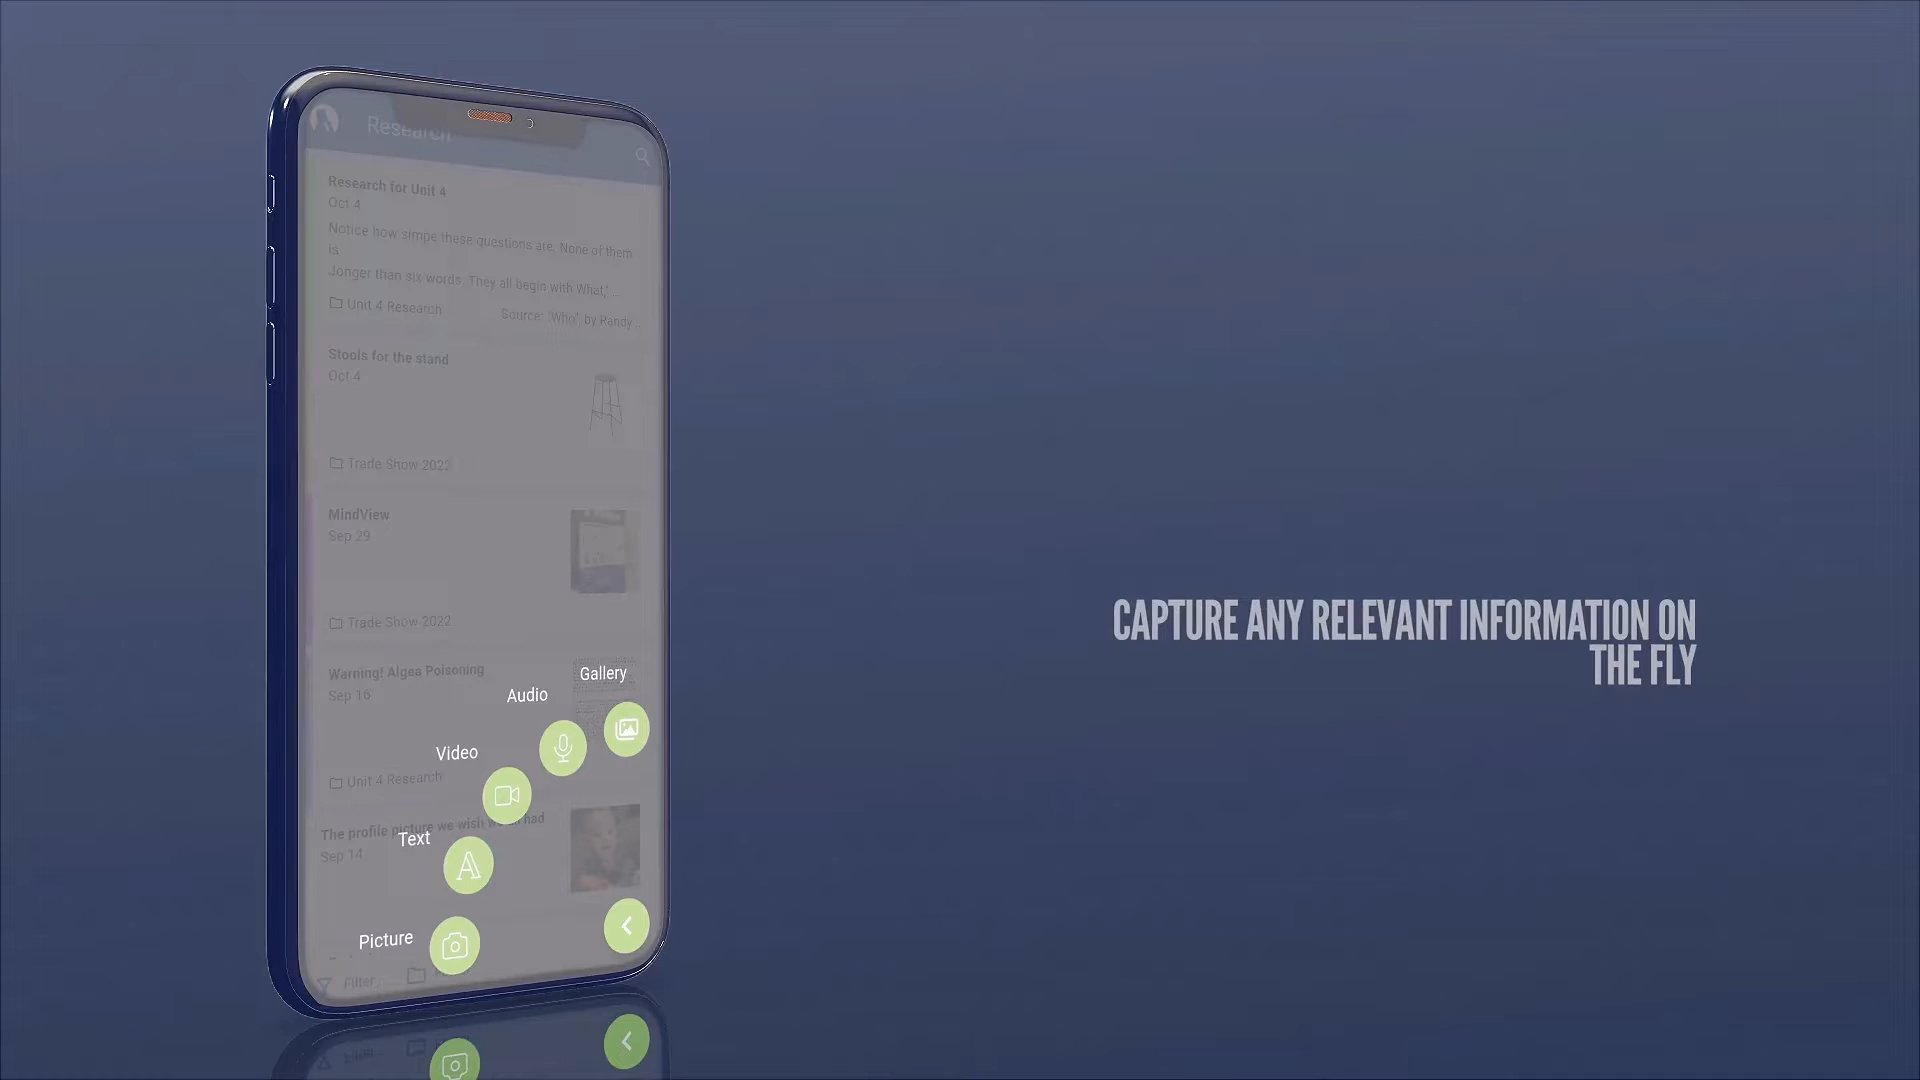 Research
Research for Unit 4
Oct 4
Notice how simpe these questions are. None of them
is
Jonger than six words. They all begin with What,"...
Unit 4 Research
Source: "Who" by Pandy...
Stools for the stand
Oct 4
Trade Show 2022
MindView
Sep 29
Trade Show 2022
Warning! Algea Poisoning
Sep 16
Gallery
Audio
Video
Unit 4 Research
The profile picture we wish had
Sep 14
Text
Picture
Filter
CAPTURE ANY RELEVANT INFORMATION ON
THE FLY